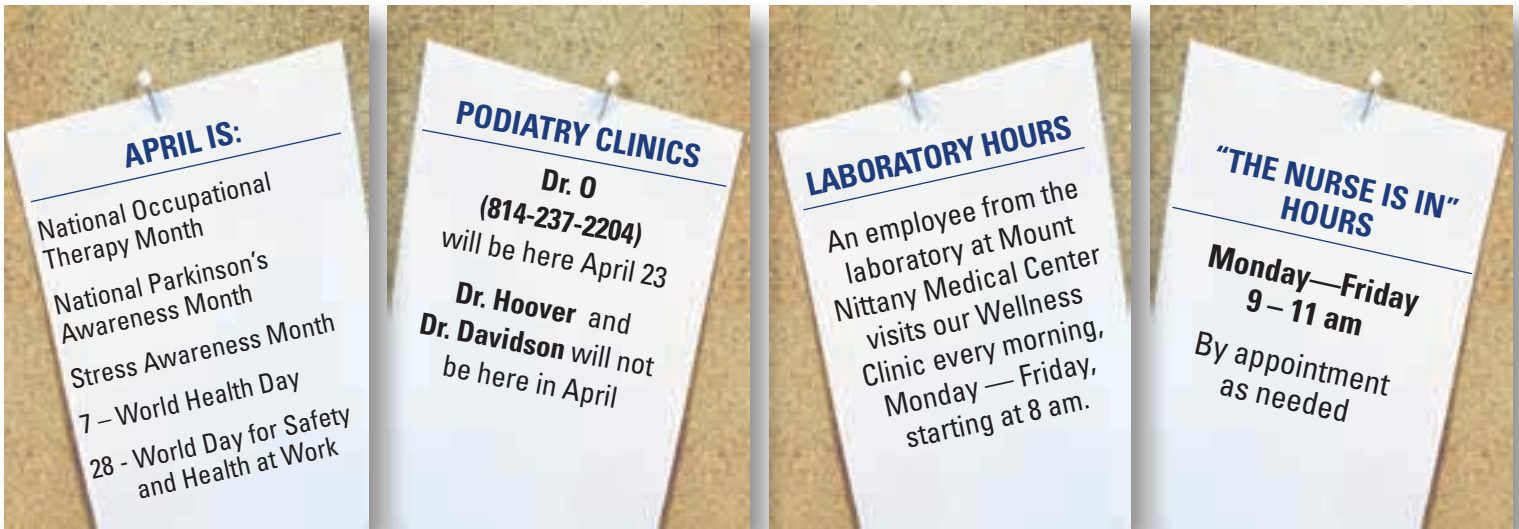 APRIL IS:
National Occupational
Therapy Month
National Parkinson's
Awareness Month
Stress Awareness Month
7 – World Health Day
28 - World Day for Safety
and Health at Work
PODIATRY CLINICS
Dr. O
(814-237-2204)
will be here April 23
Dr. Hoover and
Dr. Davidson will not
be here in April
LABORATORY HOURS
An employee from the
laboratory at Mount
Nittany Medical Center
visits our Wellness
Clinic every morning,
Monday — Friday,
starting at 8 am.
"THE NURSE IS IN"
HOURS
Monday—Friday
9 – 11 am
By appointment
as needed